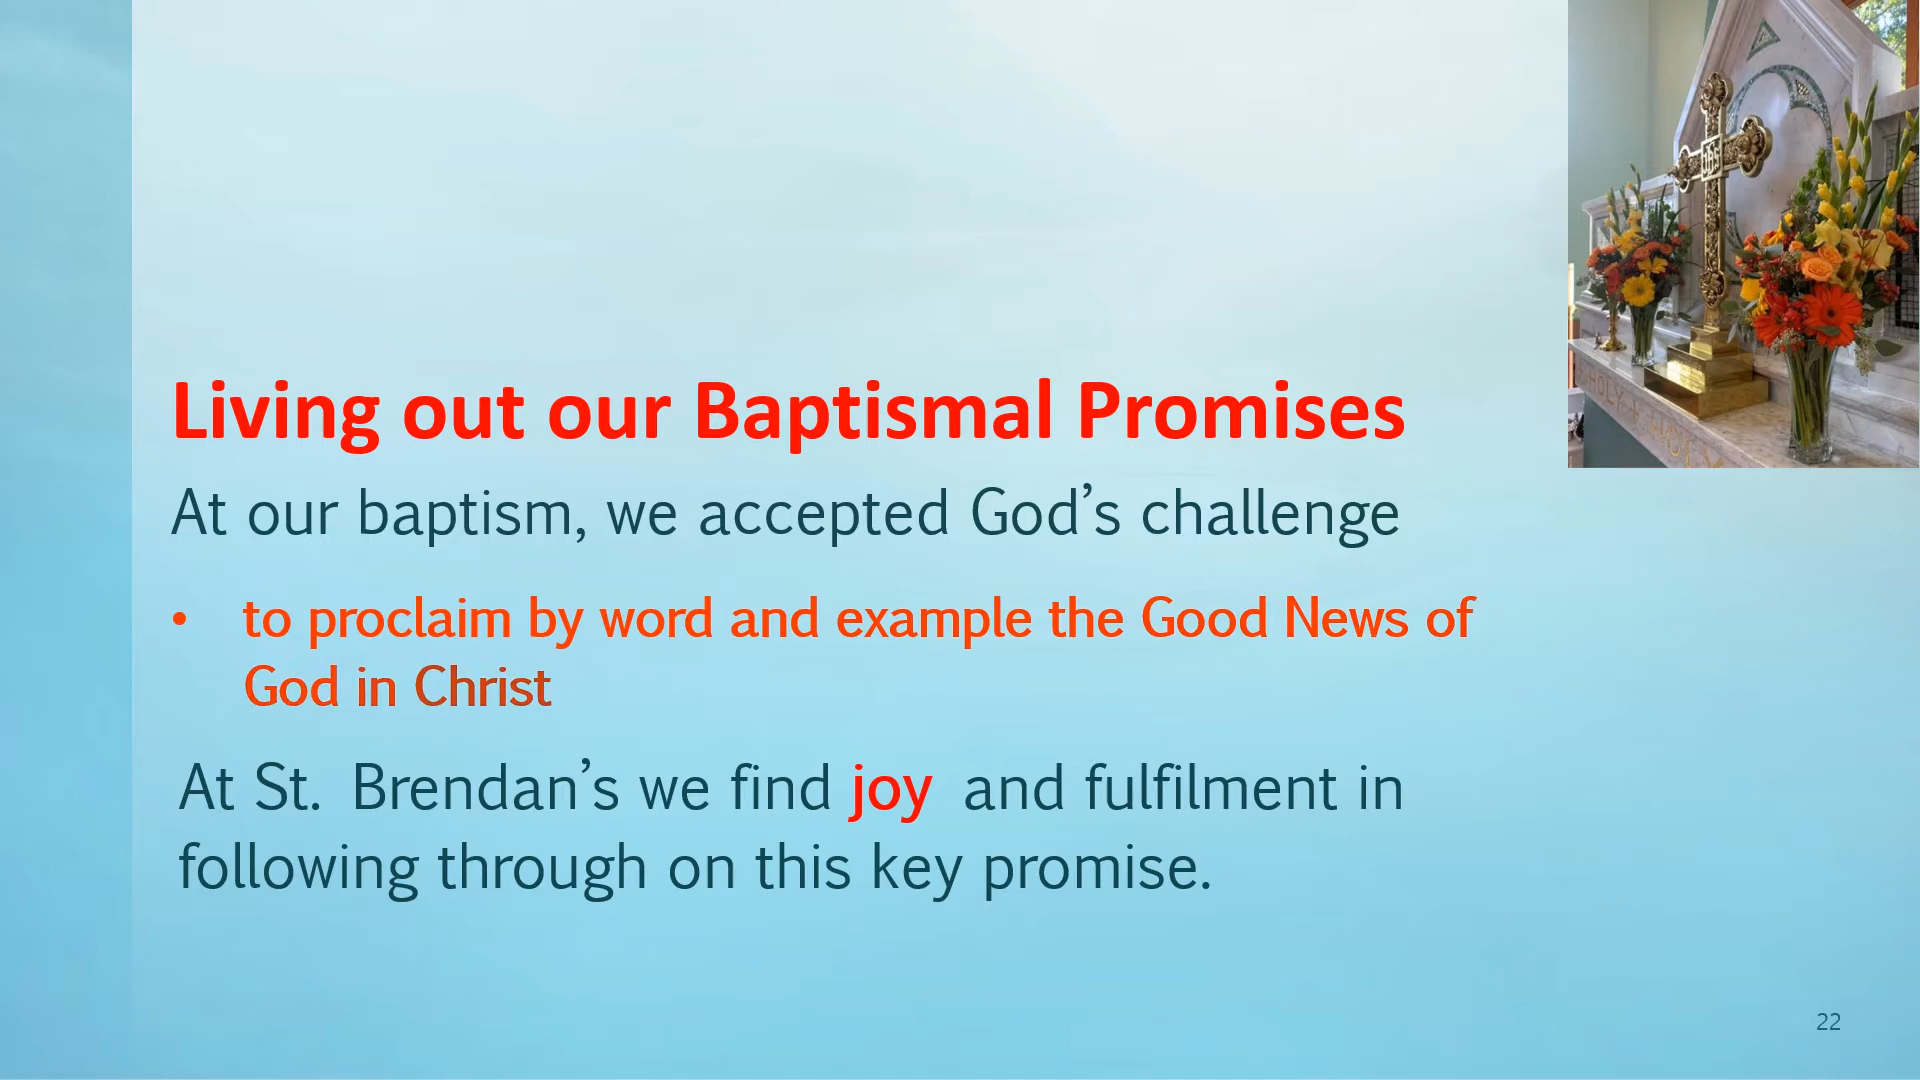 Living out our Baptismal Promises
At our baptism, we accepted God’s challenge
• to proclaim by word and example the Good News of
God in Christ
At St. Brendan’s we find joy and fulfilment in
following through on this key promise.
22
IHS
HOLY